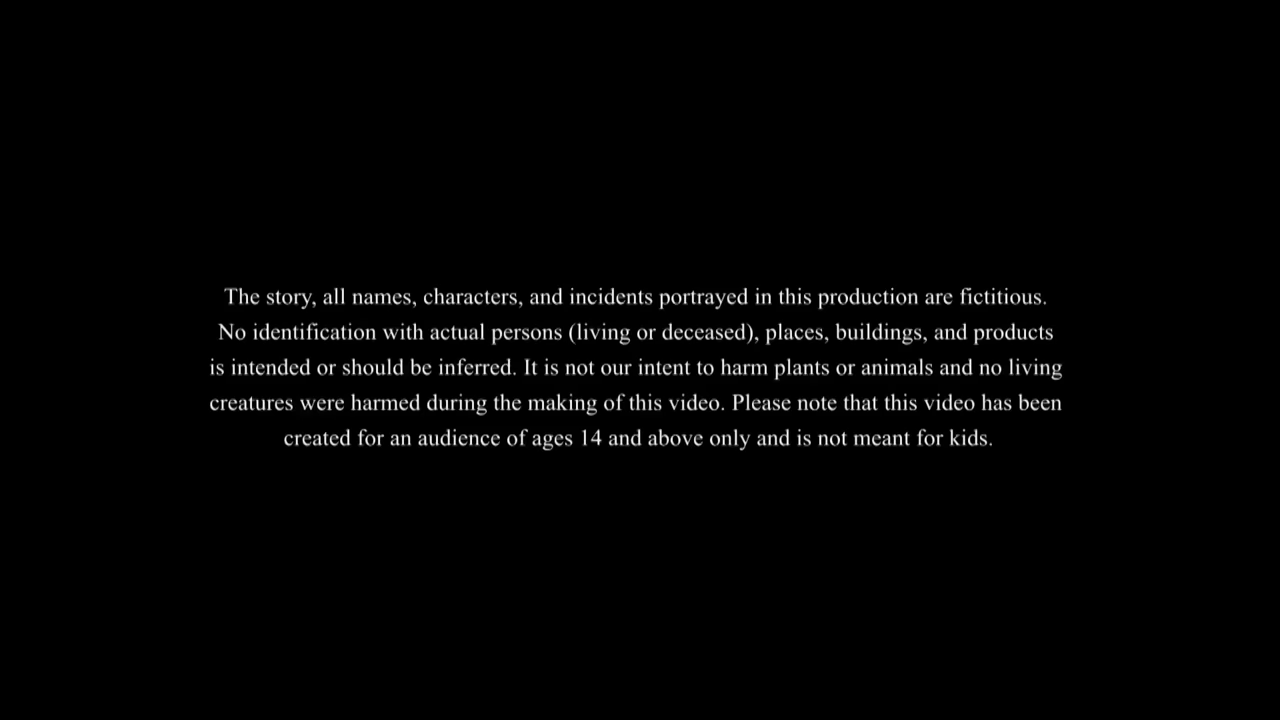 The story, all names, characters, and incidents portrayed in this production are fictitious.
No identification with actual persons (living or deceased), places, buildings, and products
is intended or should be inferred. It is not our intent to harm plants or animals and no living
creatures were harmed during the making of this video. Please note that this video has been
created for an audience of ages 14 and above only and is not meant for kids.